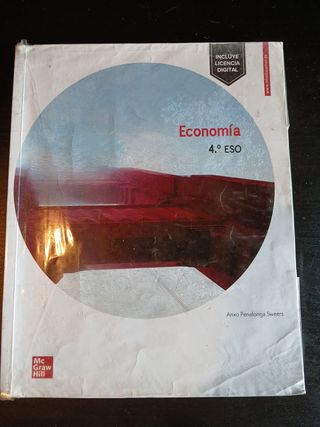 INCLUYE
LICENCIA
DIGITAL
Economía
4.º ESO
Anxo Penalonga Sweers
Mc
Graw
Hill